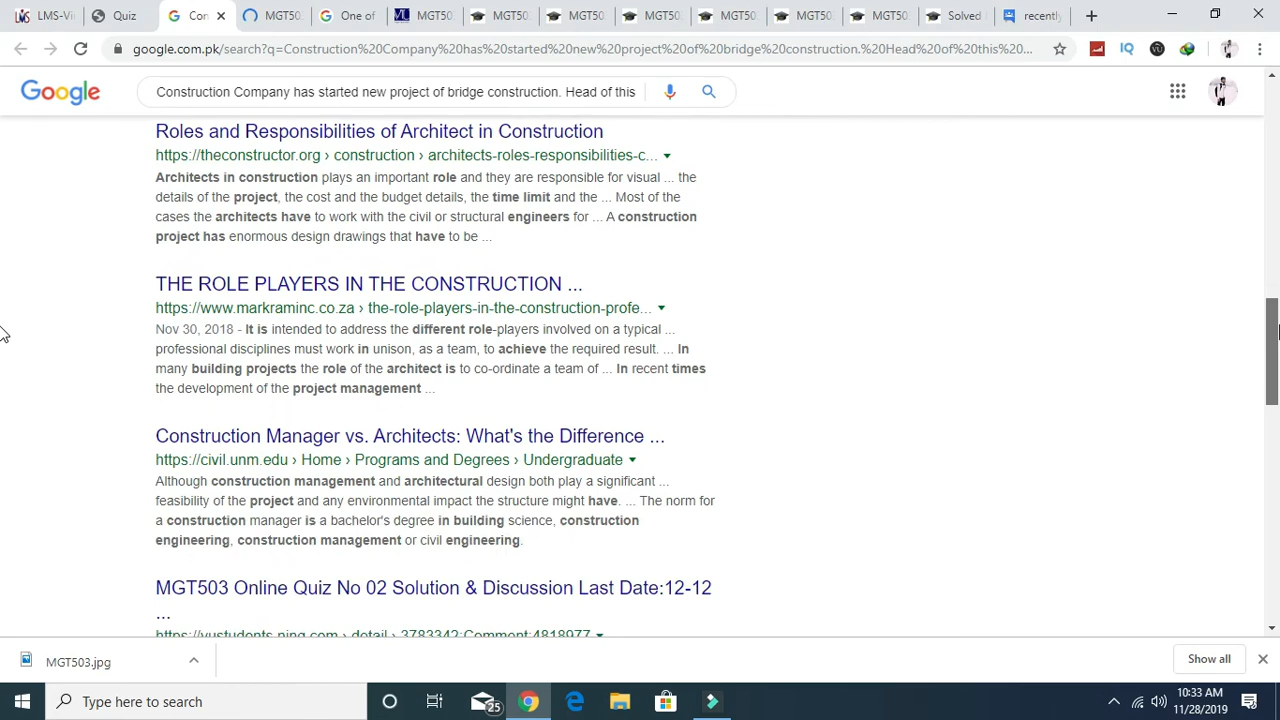 LMS-Vi
Quiz
Con
MGT50
One of
MGT5
MGT50
MGT50
MGT50
MGT50
MGT50
MGT50
Solved
recently
google.com.pk/search?q=Construction%20Company%20has%20started%20new%20project%20of%20bridge%20construction.%20Head%20of%20this%20...
IQ
Google
Construction Company has started new project of bridge construction. Head of this
Roles and Responsibilities of Architect in Construction
https://theconstructor.org › construction › architects-roles-responsibilities-c...
Architects in construction plays an important role and they are responsible for visual ... the
details of the project, the cost and the budget details, the time limit and the ... Most of the
cases the architects have to work with the civil or structural engineers for ... A construction
project has enormous design drawings that have to be ...
THE ROLE PLAYERS IN THE CONSTRUCTION ...
https://www.markraminc.co.za › the-role-players-in-the-construction-profe...
Nov 30, 2018 - It is intended to address the different role-players involved on a typical ...
professional disciplines must work in unison, as a team, to achieve the required result. ... In
many building projects the role of the architect is to co-ordinate a team of ... In recent times
the development of the project management ...
Construction Manager vs. Architects: What's the Difference ...
https://civil.unm.edu › Home › Programs and Degrees › Undergraduate
Although construction management and architectural design both play a significant ...
feasibility of the project and any environmental impact the structure might have. ... The norm for
a construction manager is a bachelor's degree in building science, construction
engineering, construction management or civil engineering.
MGT503 Online Quiz No 02 Solution & Discussion Last Date:12-12
...
https://vustudents.ning.com › detail › 3783342:Comment:4818977
MGT503.jpg
Show all
Type here to search
25
10:33 AM
11/28/2019